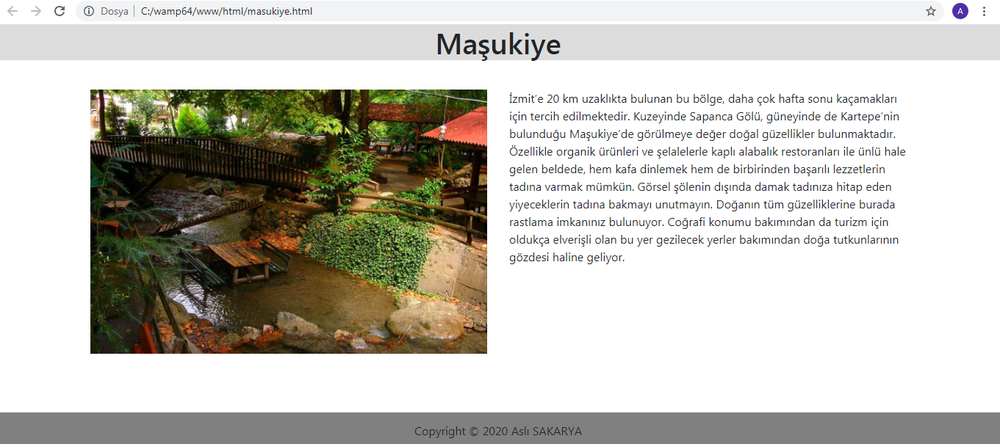 Dosya C:/wamp64/www/html/masukiye.html
A
Maşukiye
İzmit'e 20 km uzaklıkta bulunan bu bölge, daha çok hafta sonu kaçamakları
için tercih edilmektedir. Kuzeyinde Sapanca Gölü, güneyinde de Kartepe'nin
bulunduğu Maşukiye'de görülmeye değer doğal güzellikler bulunmaktadır.
Özellikle organik ürünleri ve şelalelerle kaplı alabalık restoranları ile ünlü hale
gelen beldede, hem kafa dinlemek hem de birbirinden başarılı lezzetlerin
tadına varmak mümkün. Görsel şölenin dışında damak tadınıza hitap eden
yiyeceklerin tadına bakmayı unutmayın. Doğanın tüm güzelliklerine burada
rastlama imkanınız bulunuyor. Coğrafi konumu bakımından da turizm için
oldukça elverişli olan bu yer gezilecek yerler bakımından doğa tutkunlarının
gözdesi haline geliyor.
Copyright © 2020 Aslı SAKARYA